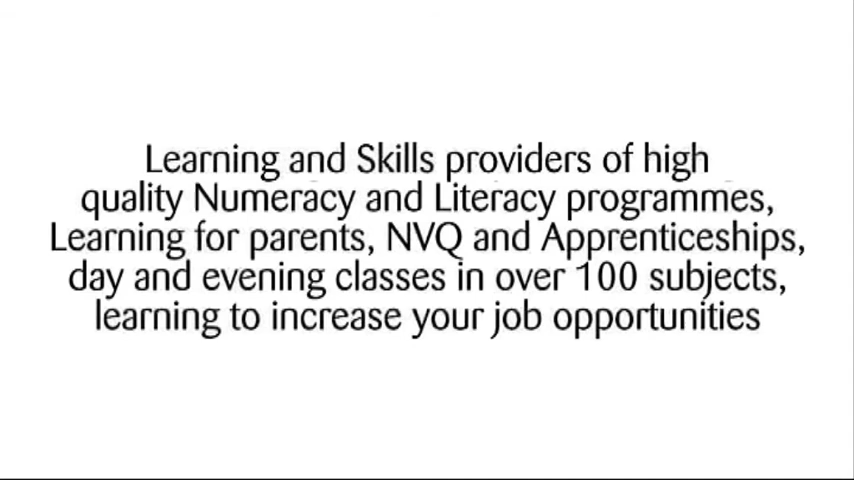 Learning and Skills providers of high
quality Numeracy and Literacy programmes,
Learning for parents, NVQ and Apprenticeships,
day and evening classes in over 100 subjects,
learning to increase your job opportunities